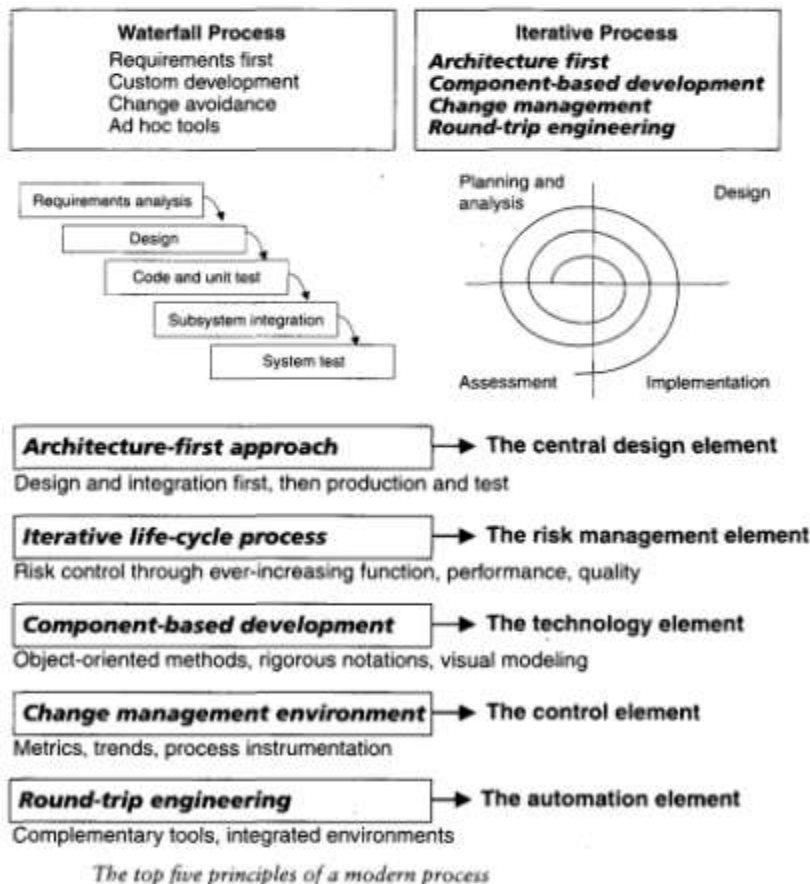 Waterfall Process
Requirements first
Custom development
Change avoidance
Ad hoc tools
Iterative Process
Architecture first
Component-based development
Change management
Round-trip engineering
Requirements analysis
Design
Code and unit test
Subsystem integration
System test
Planning and
analysis
Design
Assessment
Implementation
Architecture-first approach
The central design element
Design and integration first, then production and test
Iterative life-cycle process
The risk management element
Risk control through ever-increasing function, performance, quality
Component-based development
The technology element
Object-oriented methods, rigorous notations, visual modeling
Change management environment
The control element
Metrics, trends, process instrumentation
Round-trip engineering
The automation element
Complementary tools, integrated environments
The top five principles of a modern process